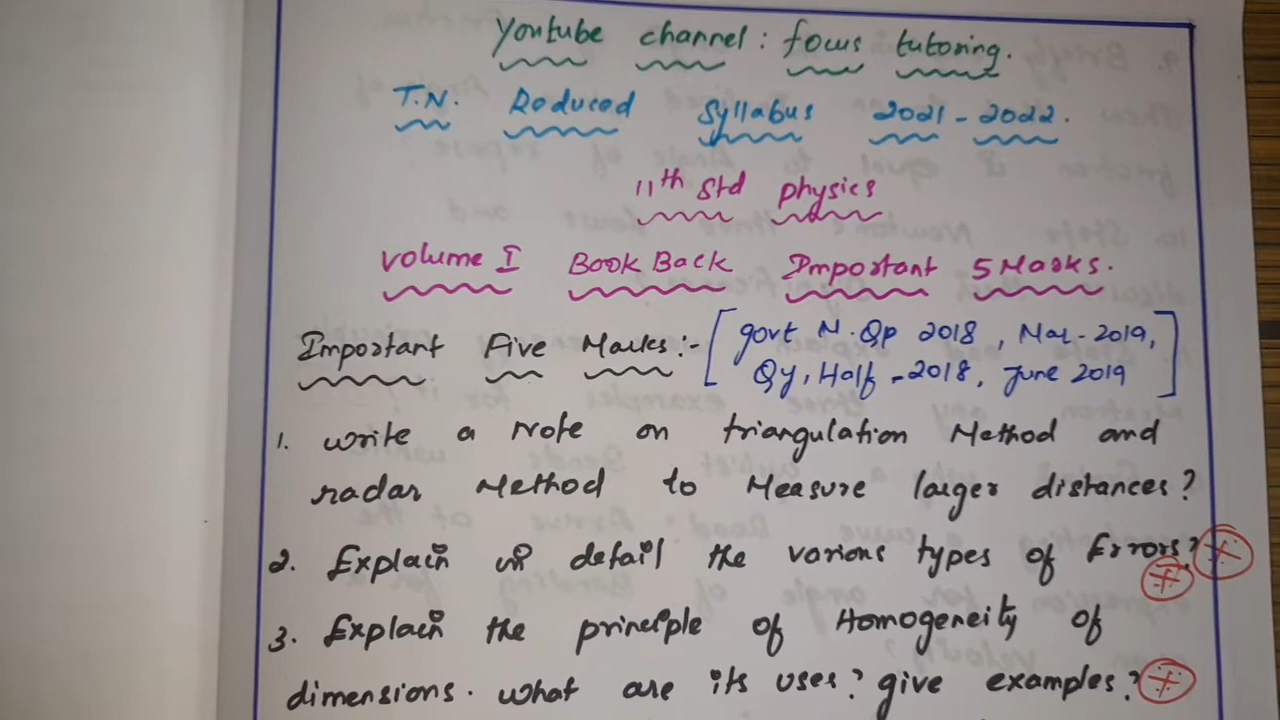 Youtube channel: focus tutoring.
T.N. Reduced Syllabus 2021-2022.
11th Std physics
volume I Book Back Important 5 Marks.
Important Five Marks:- [govt M.Qp 2018, Mar-2019,
Qy, Half-2018, June 2019]
1. write a Note on triangulation Method and
radar Method to Measure larger distances?
2. Explain in detail the various types of Errors?
3. Explain the principle of Homogeneity of
dimensions. what are its uses? give examples?